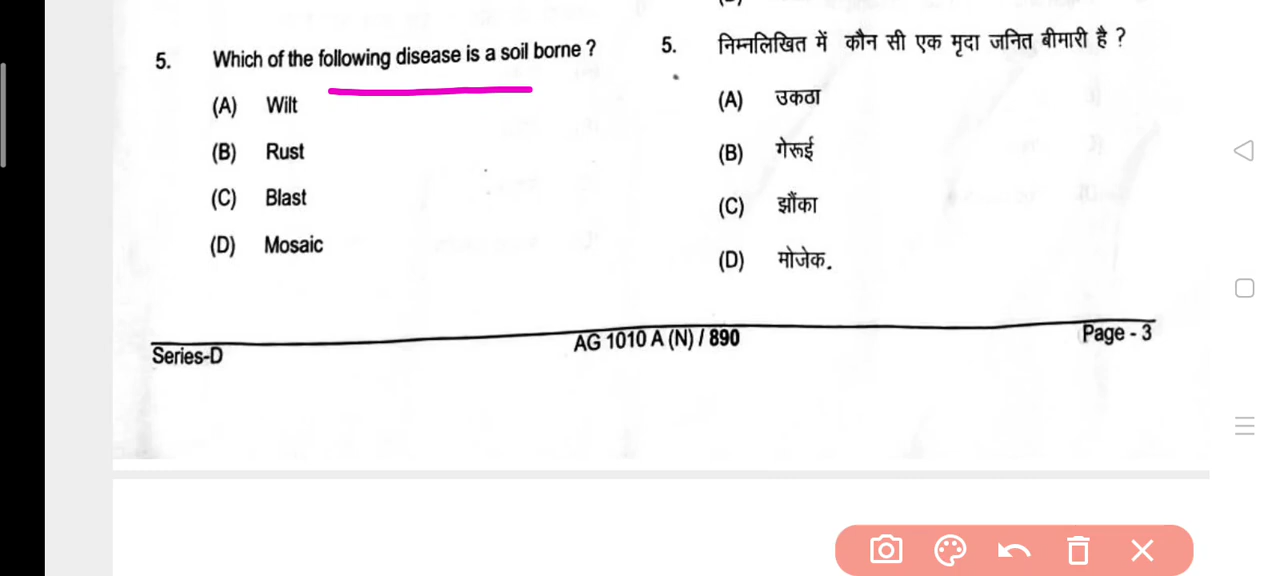 5. Which of the following disease is a soil borne ?
(A) Wilt
(B) Rust
(C) Blast
(D) Mosaic
5. निम्नलिखित में कौन सी एक मृदा जनित बीमारी है ?
(A) उकठा
(B) गेरूई
(C) झौंका
(D) मोजेक.
Series-D
AG 1010 A (N) / 890
Page - 3